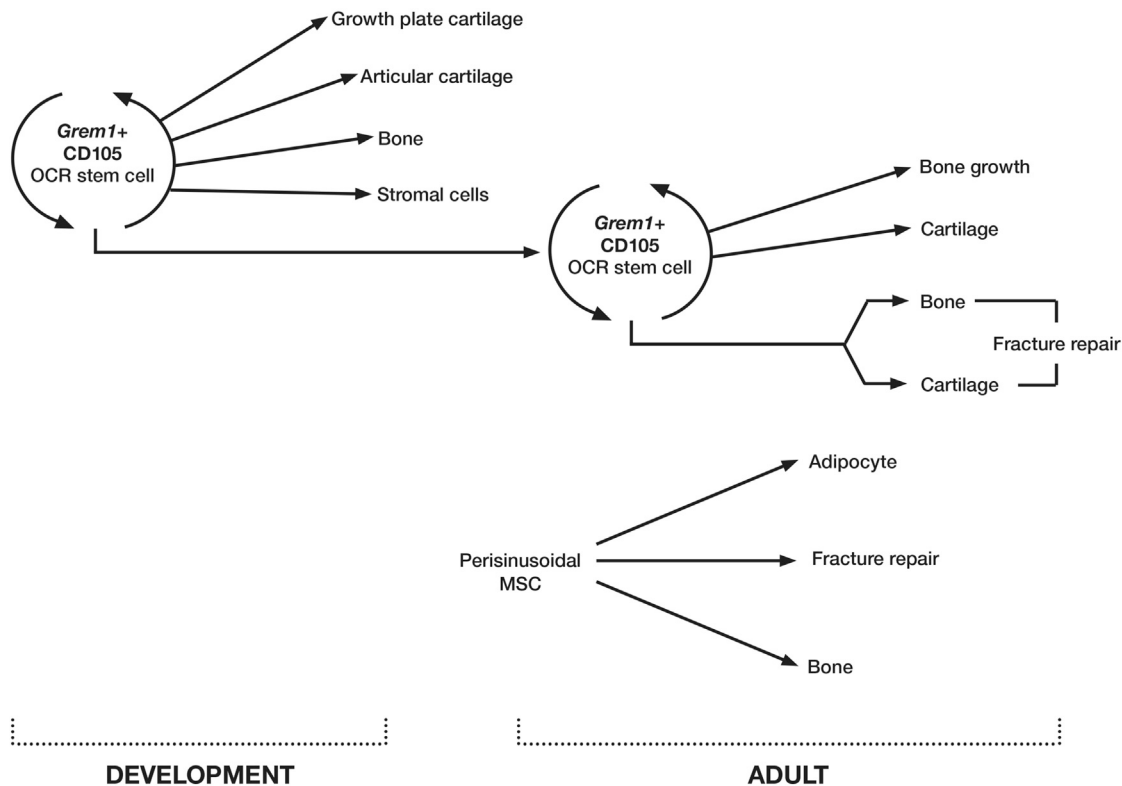 Growth plate cartilage
Articular cartilage
Grem1+
CD105
OCR stem cell
Bone
Stromal cells
Grem1+
CD105
OCR stem cell
Bone growth
Cartilage
Bone
Fracture repair
Cartilage
Adipocyte
Perisinusoidal
MSC
Fracture repair
Bone
DEVELOPMENT
ADULT